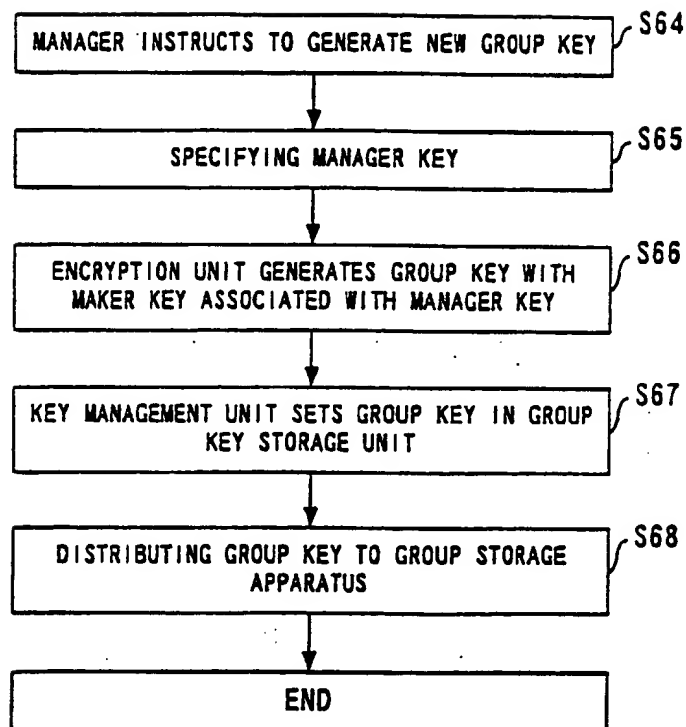 MANAGER INSTRUCTS TO GENERATE NEW GROUP KEY
S64
SPECIFYING MANAGER KEY
S65
ENCRYPTION UNIT GENERATES GROUP KEY WITH
MAKER KEY ASSOCIATED WITH MANAGER KEY
S66
KEY MANAGEMENT UNIT SETS GROUP KEY IN GROUP
KEY STORAGE UNIT
S67
DISTRIBUTING GROUP KEY TO GROUP STORAGE
APPARATUS
S68
END